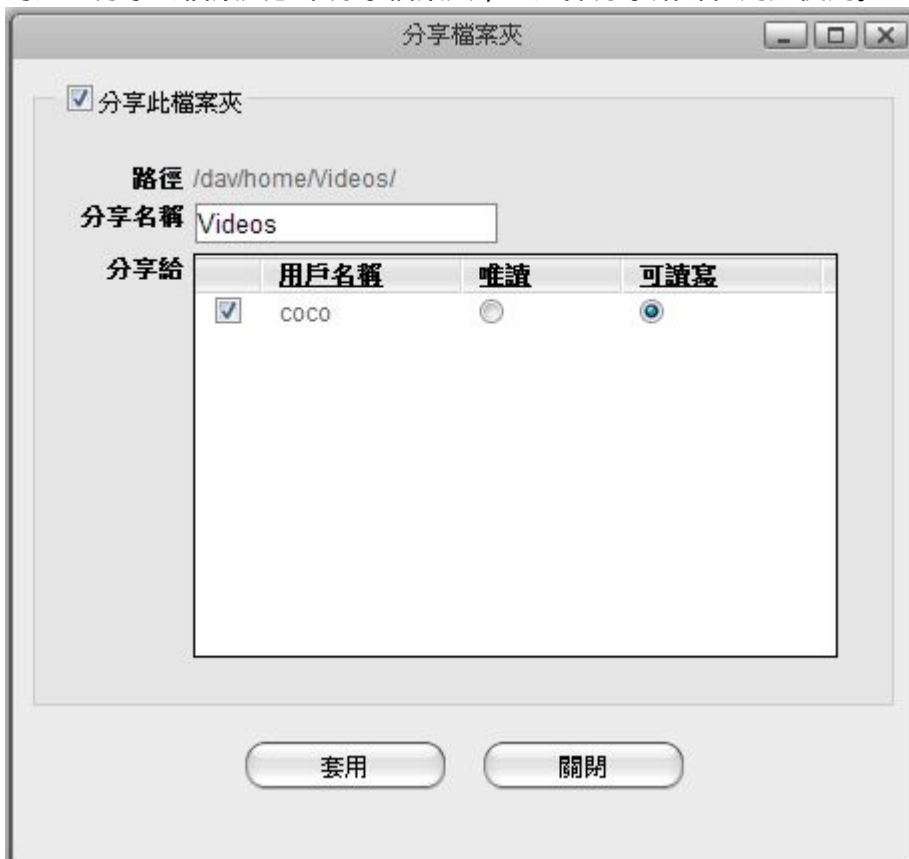 分享檔案夾
分享此檔案夾
路徑 /dav/home/Videos/
分享名稱 Videos
分享給 用戶名稱 唯讀 可讀寫
coco
套用 關閉